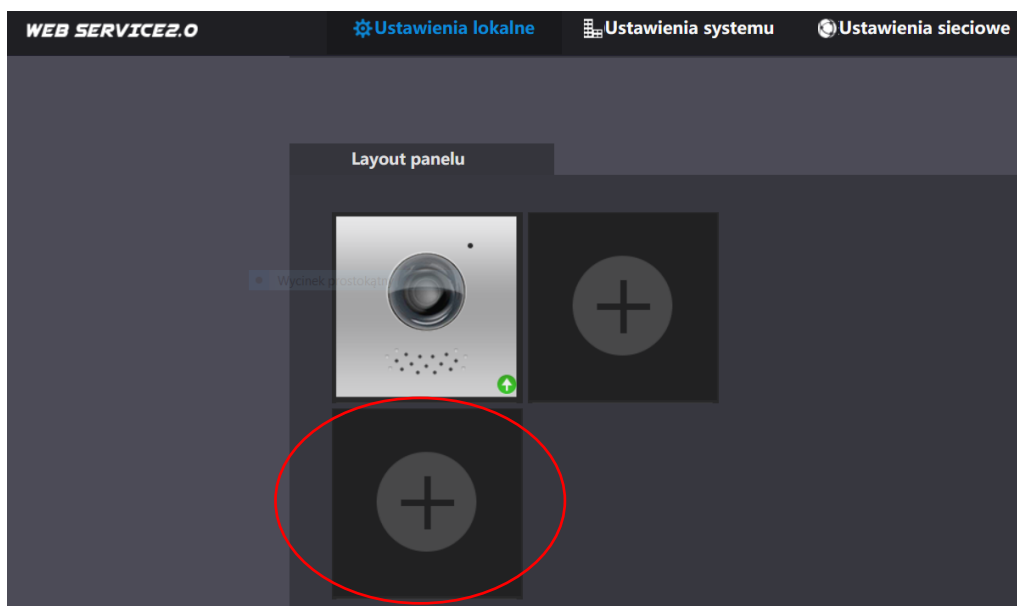 WEB SERVICE2.0 Ustawienia lokalne Ustawienia systemu Ustawienia sieciowe
Layout panelu
Wycinek prostokątny